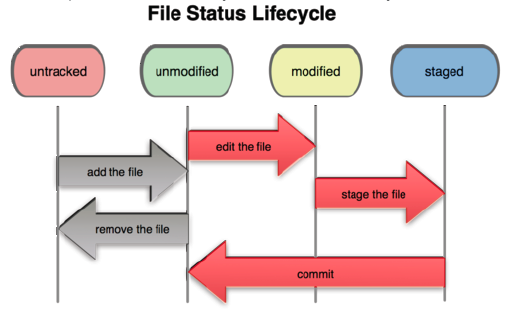 File Status Lifecycle
untracked
unmodified
modified
staged
edit the file
add the file
stage the file
remove the file
commit